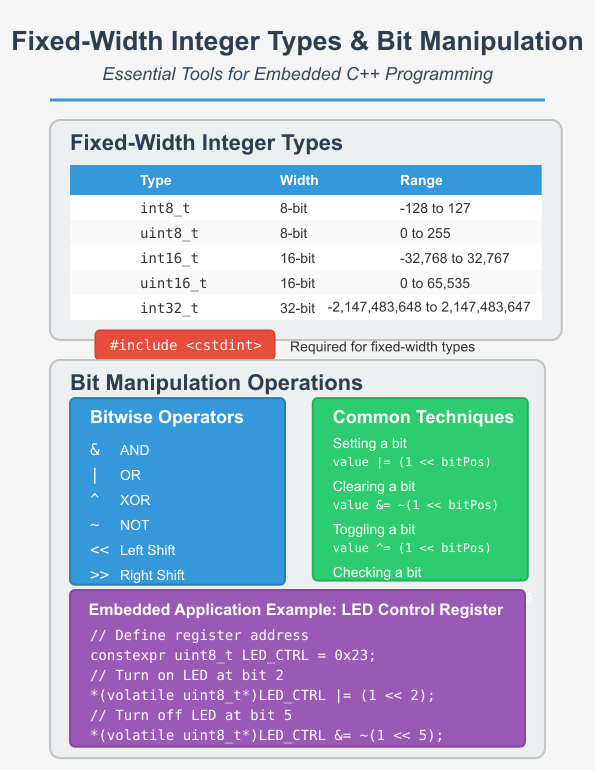 Fixed-Width Integer Types & Bit Manipulation
Essential Tools for Embedded C++ Programming
Fixed-Width Integer Types
Type Width Range
int8_t 8-bit -128 to 127
uint8_t 8-bit 0 to 255
int16_t 16-bit -32,768 to 32,767
uint16_t 16-bit 0 to 65,535
int32_t 32-bit -2,147,483,648 to 2,147,483,647
#include <cstdint> Required for fixed-width types
Bit Manipulation Operations
Bitwise Operators
& AND
| OR
^ XOR
~ NOT
<< Left Shift
>> Right Shift
Common Techniques
Setting a bit
value |= (1 << bitPos)
Clearing a bit
value &= ~(1 << bitPos)
Toggling a bit
value ^= (1 << bitPos)
Checking a bit
Embedded Application Example: LED Control Register
// Define register address
constexpr uint8_t LED_CTRL = 0x23;
// Turn on LED at bit 2
*(volatile uint8_t*)LED_CTRL |= (1 << 2);
// Turn off LED at bit 5
*(volatile uint8_t*)LED_CTRL &= ~(1 << 5);